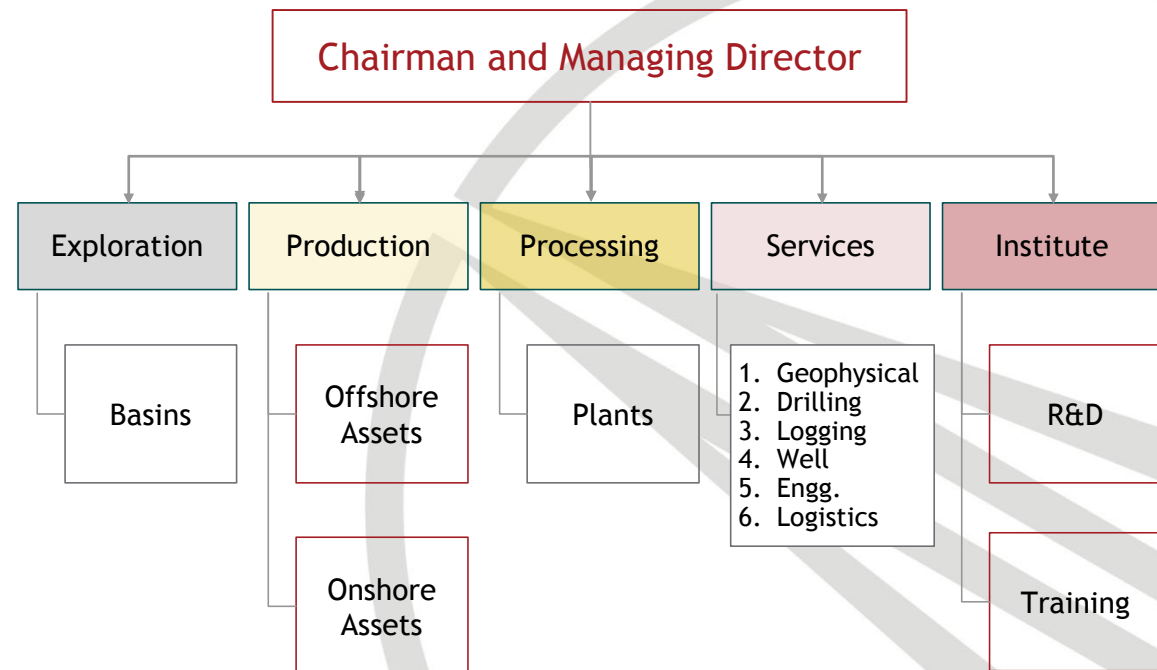 Chairman and Managing Director
Exploration
Production
Processing
Services
Institute
Basins
Offshore
Assets
Plants
1. Geophysical
2. Drilling
3. Logging
4. Well
5. Engg.
6. Logistics
R&D
Onshore
Assets
Training